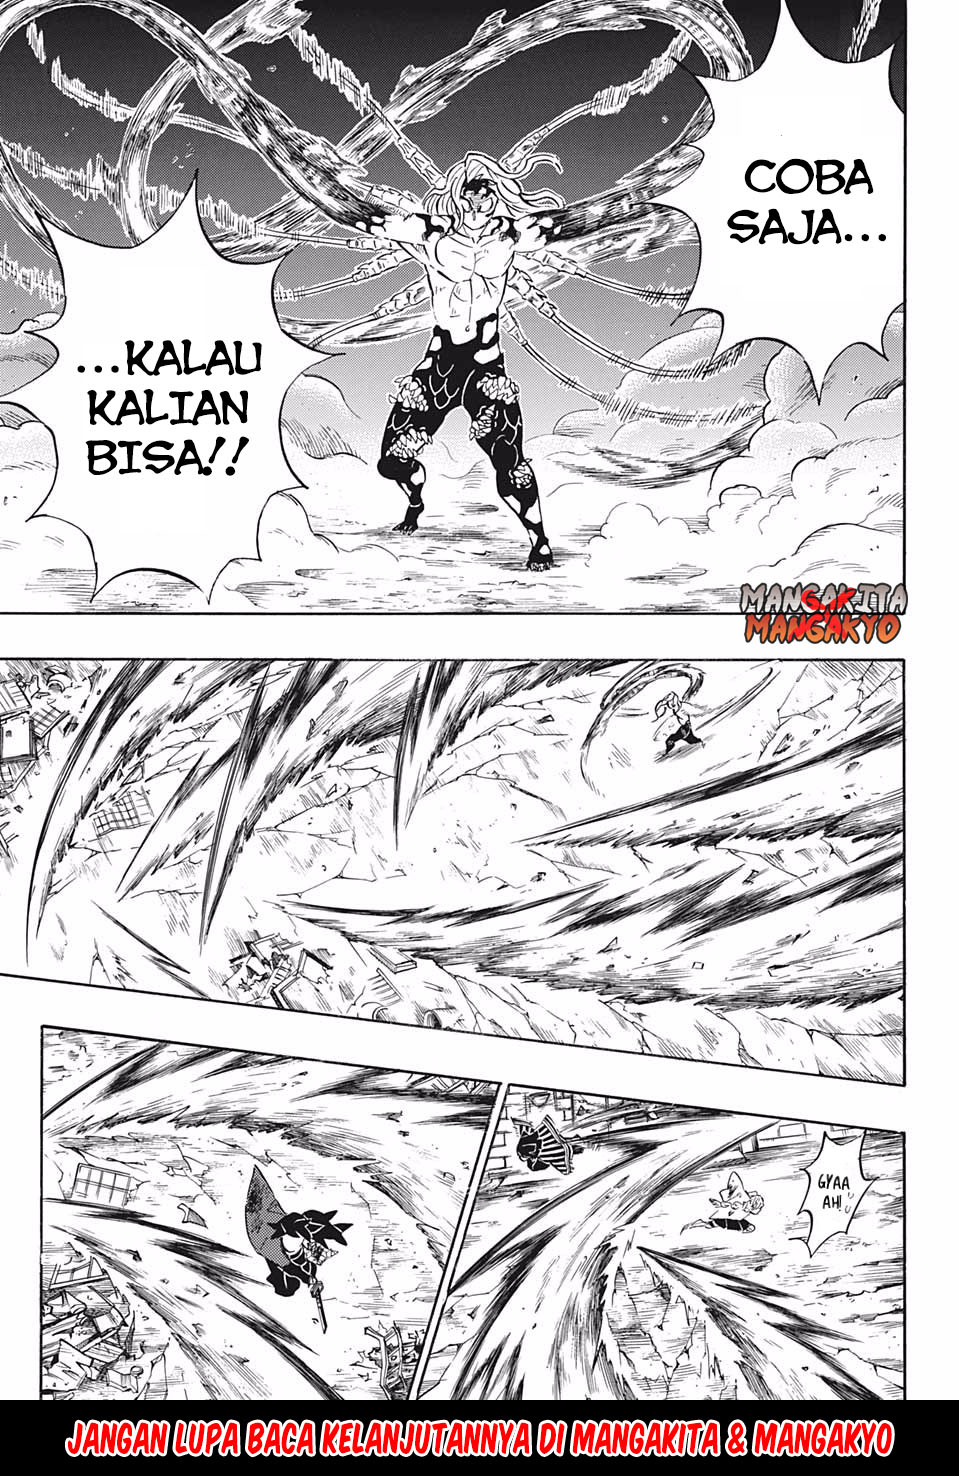 COBA
SAJA...
...KALAU
KALIAN
BISA!!
MANGAKITA
MANGAKYO
GYAA
AH!
JANGAN LUPA BACA KELANJUTANNYA DI MANGAKITA & MANGAKYO